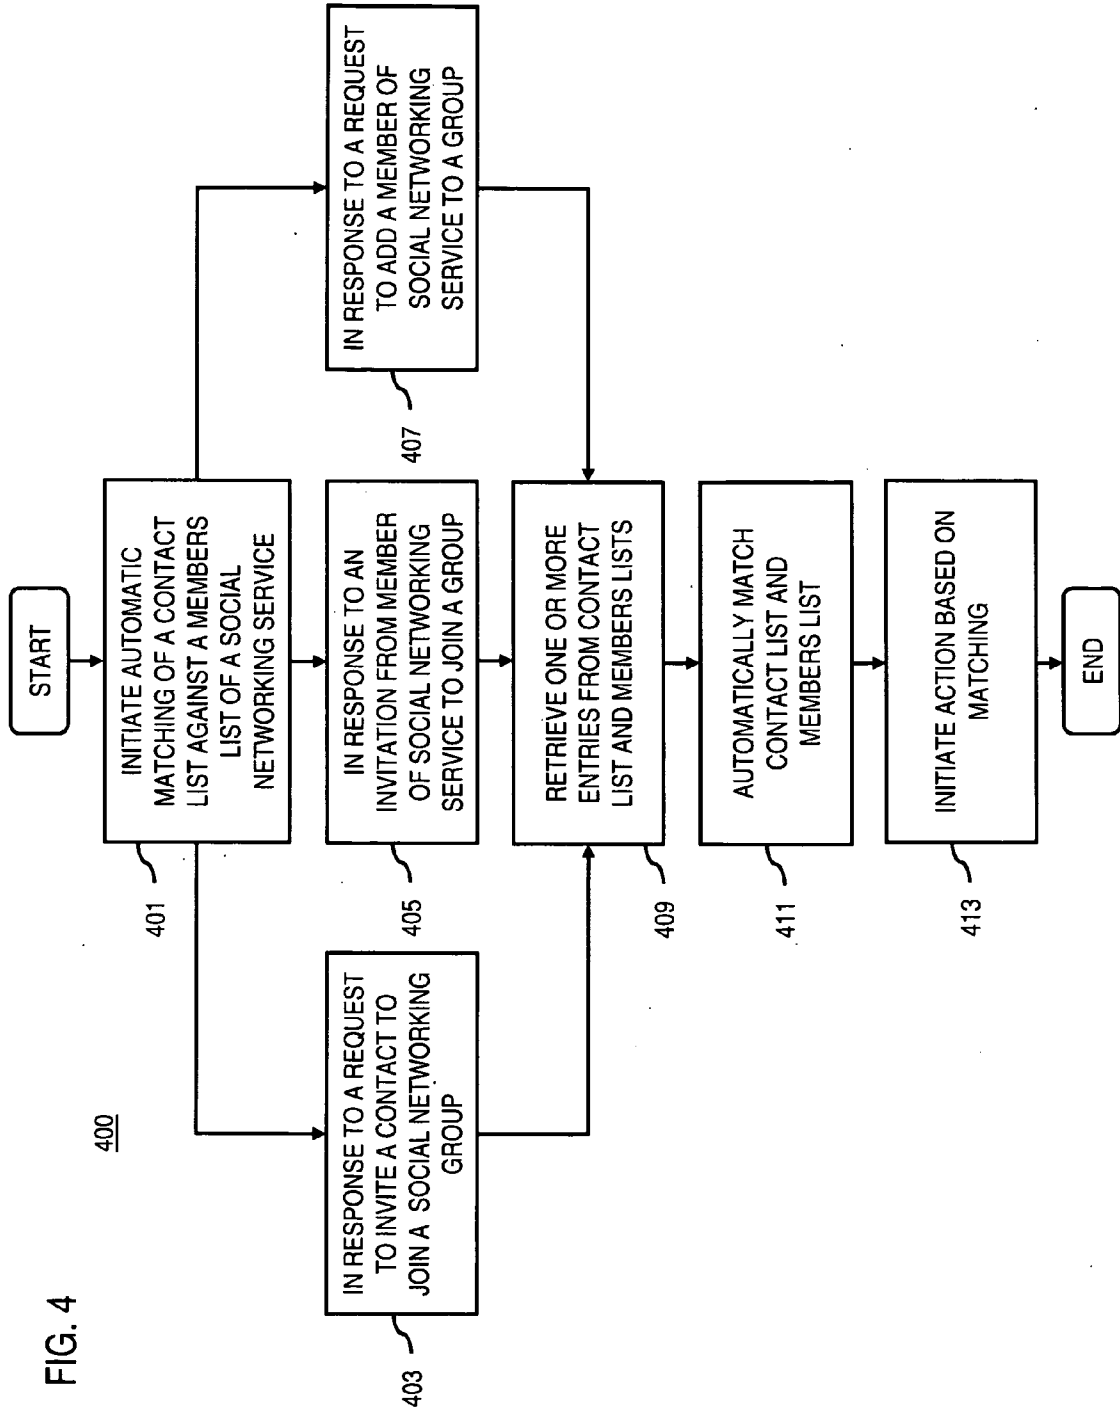 FIG. 4
400
START
INITIATE AUTOMATIC
MATCHING OF A CONTACT
LIST AGAINST A MEMBERS
LIST OF A SOCIAL
NETWORKING SERVICE
401
IN RESPONSE TO A REQUEST
TO INVITE A CONTACT TO
JOIN A SOCIAL NETWORKING
GROUP
403
IN RESPONSE TO AN
INVITATION FROM MEMBER
OF SOCIAL NETWORKING
SERVICIE TO JOIN A GROUP
405
IN RESPONSE TO A REQUEST
TO ADD A MEMBER OF
SOCIAL NETWORKING
SERVICE TO A GROUP
407
RETRIEVE ONE OR MORE
ENTRIES FROM CONTACT
LIST AND MEMBERS LISTS
409
AUTOMATICALLY MATCH
CONTACT LIST AND
MEMBERS LIST
411
INITIATE ACTION BASED ON
MATCHING
413
END